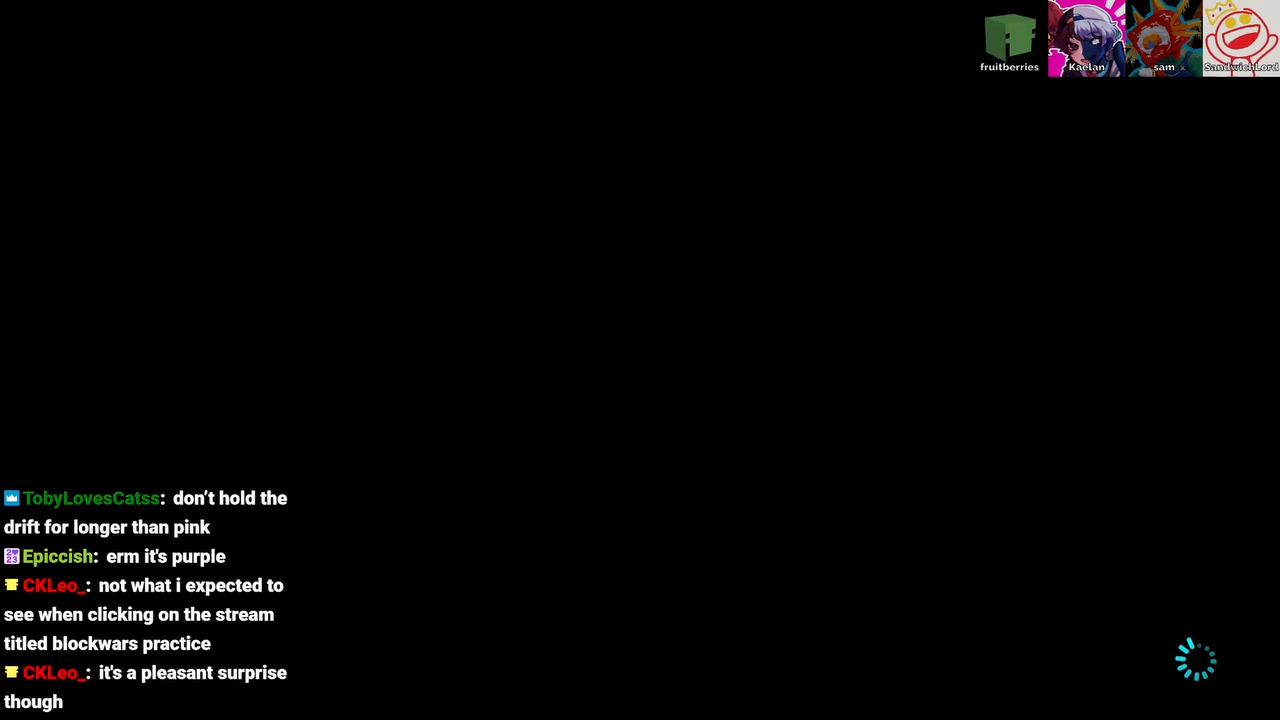 fruitberries Kaelan sam SandwichLord
TobyLovesCatss: don’t hold the
drift for longer than pink
Epiccish: erm it's purple
CKLeo_: not what i expected to
see when clicking on the stream
titled blockwars practice
CKLeo_: it's a pleasant surprise
though